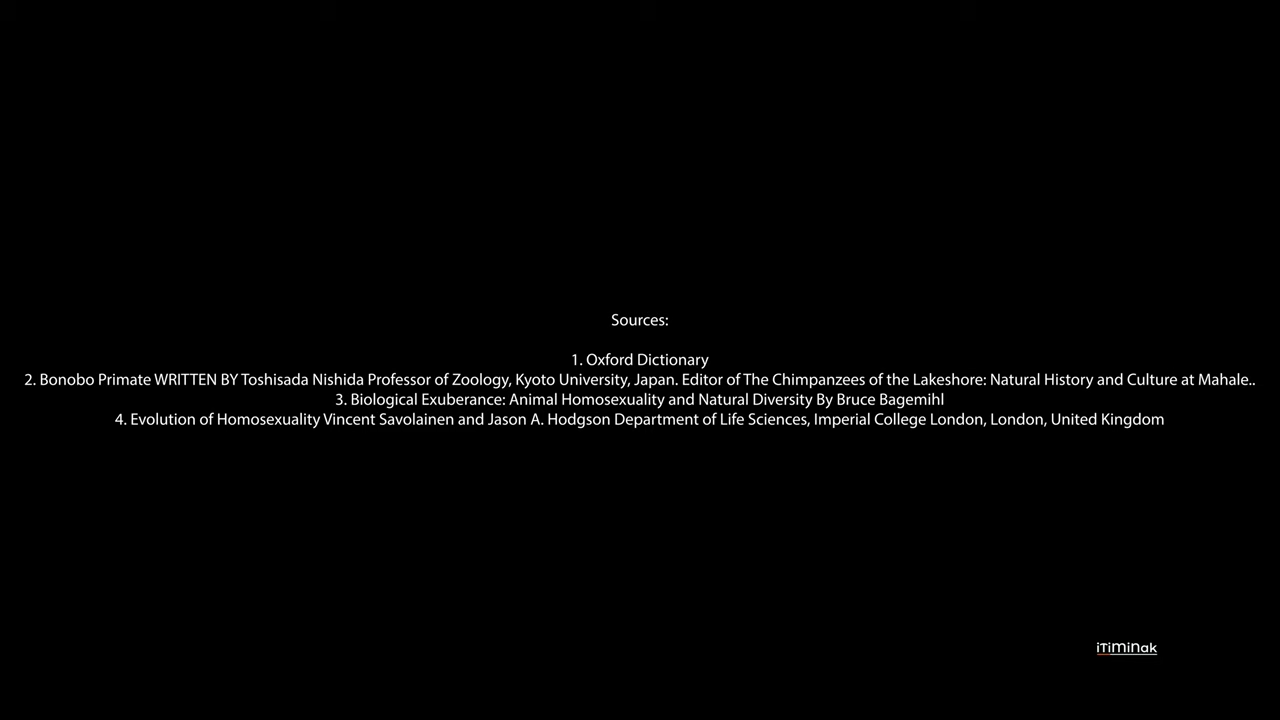 Sources:
1. Oxford Dictionary
2. Bonobo Primate WRITTEN BY Toshisada Nishida Professor of Zoology, Kyoto University, Japan. Editor of The Chimpanzees of the Lakeshore: Natural History and Culture at Mahale..
3. Biological Exuberance: Animal Homosexuality and Natural Diversity By Bruce Bagemihl
4. Evolution of Homosexuality Vincent Savolainen and Jason A. Hodgson Department of Life Sciences, Imperial College London, London, United Kingdom
iTiMiNak